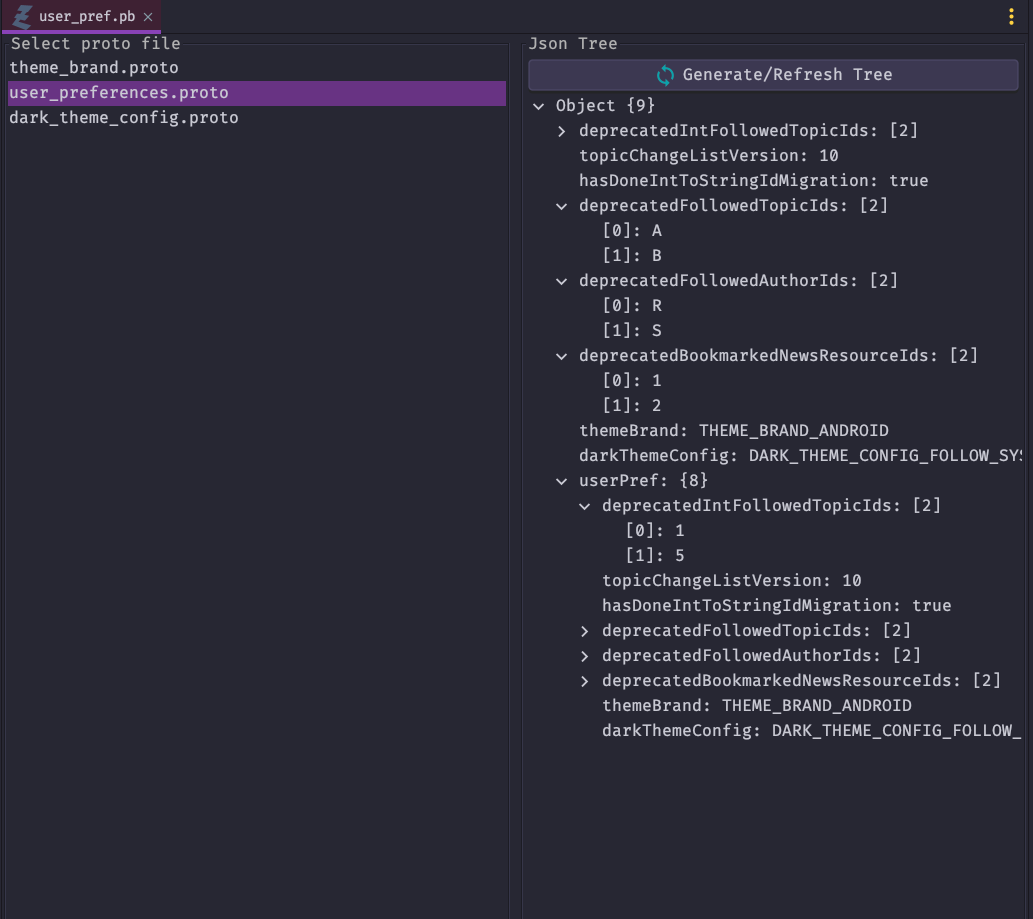 user_pref.pb
Select proto file
theme_brand.proto
user_preferences.proto
dark_theme_config.proto
Json Tree
Generate/Refresh Tree
Object {9}
deprecatedIntFollowedTopicIds: [2]
topicChangeListVersion: 10
hasDoneIntToStringIdMigration: true
deprecatedFollowedTopicIds: [2]
[0]: A
[1]: B
deprecatedFollowedAuthorIds: [2]
[0]: R
[1]: S
deprecatedBookmarkedNewsResourceIds: [2]
[0]: 1
[1]: 2
themeBrand: THEME_BRAND_ANDROID
darkThemeConfig: DARK_THEME_CONFIG_FOLLOW_SYS
userPref: {8}
deprecatedIntFollowedTopicIds: [2]
[0]: 1
[1]: 5
topicChangeListVersion: 10
hasDoneIntToStringIdMigration: true
deprecatedFollowedTopicIds: [2]
deprecatedFollowedAuthorIds: [2]
deprecatedBookmarkedNewsResourceIds: [2]
themeBrand: THEME_BRAND_ANDROID
darkThemeConfig: DARK_THEME_CONFIG_FOLLOW_